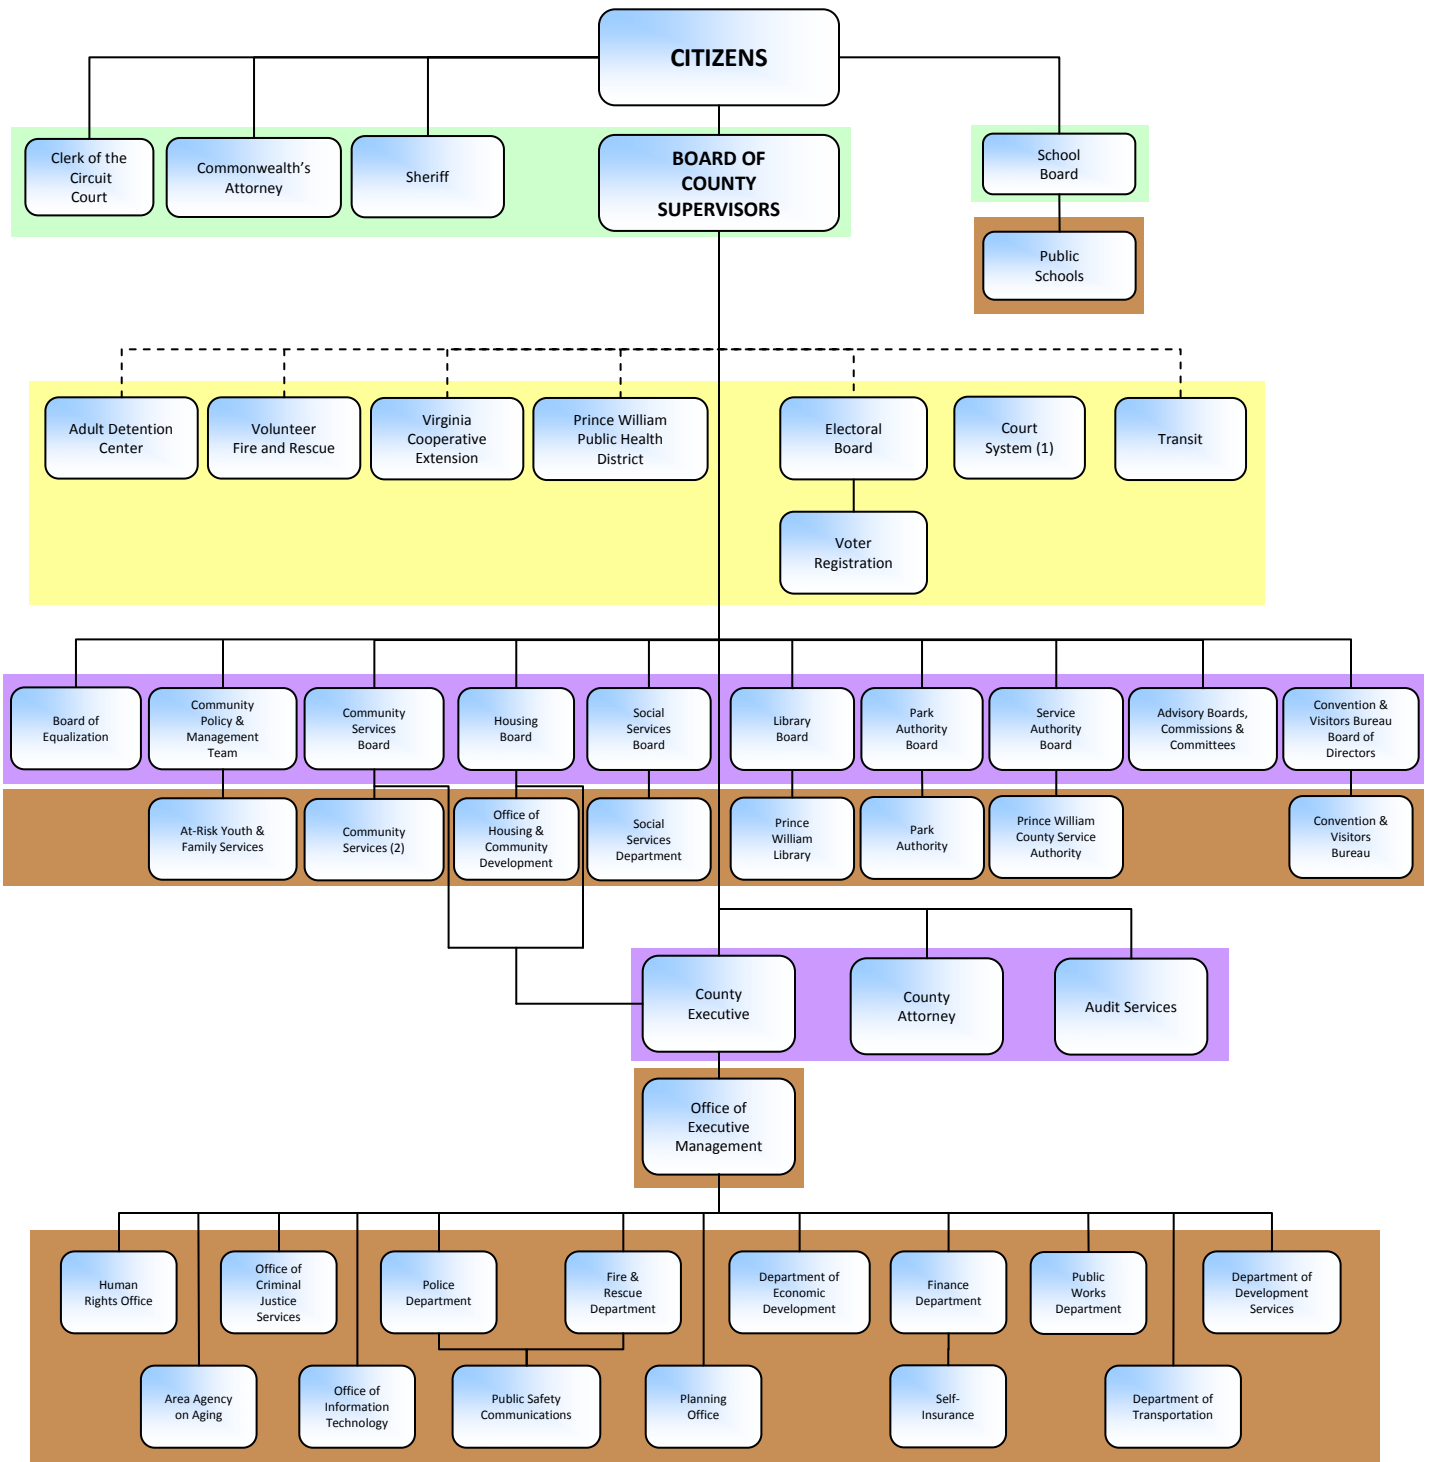 CITIZENS
Clerk of the
Circuit
Court
Commonwealth’s
Attorney
Sheriff
BOARD OF
COUNTY
SUPERVISORS
School
Board
Public
Schools
Adult Detention
Center
Volunteer
Fire and Rescue
Virginia
Cooperative
Extension
Prince William
Public Health
District
Electoral
Board
Court
System (1)
Transit
Voter
Registration
Board of
Equalization
Community
Policy &
Management
Team
Community
Services
Board
Housing
Board
Social
Services
Board
Library
Board
Park
Authority
Board
Service
Authority
Board
Advisory Boards,
Commissions &
Committees
Convention &
Visitors Bureau
Board of
Directors
At-Risk Youth &
Family Services
Community
Services (2)
Office of
Housing &
Community
Development
Social
Services
Department
Prince
William
Library
Park
Authority
Prince William
County Service
Authority
Convention &
Visitors
Bureau
County
Executive
County
Attorney
Audit Services
Office of
Executive
Management
Human
Rights Office
Office of
Criminal
Justice
Services
Police
Department
Fire &
Rescue
Department
Department of
Economic
Development
Finance
Department
Public
Works
Department
Department of
Development
Services
Area Agency
on Aging
Office of
Information
Technology
Public Safety
Communications
Planning
Office
Self-
Insurance
Department of
Transportation